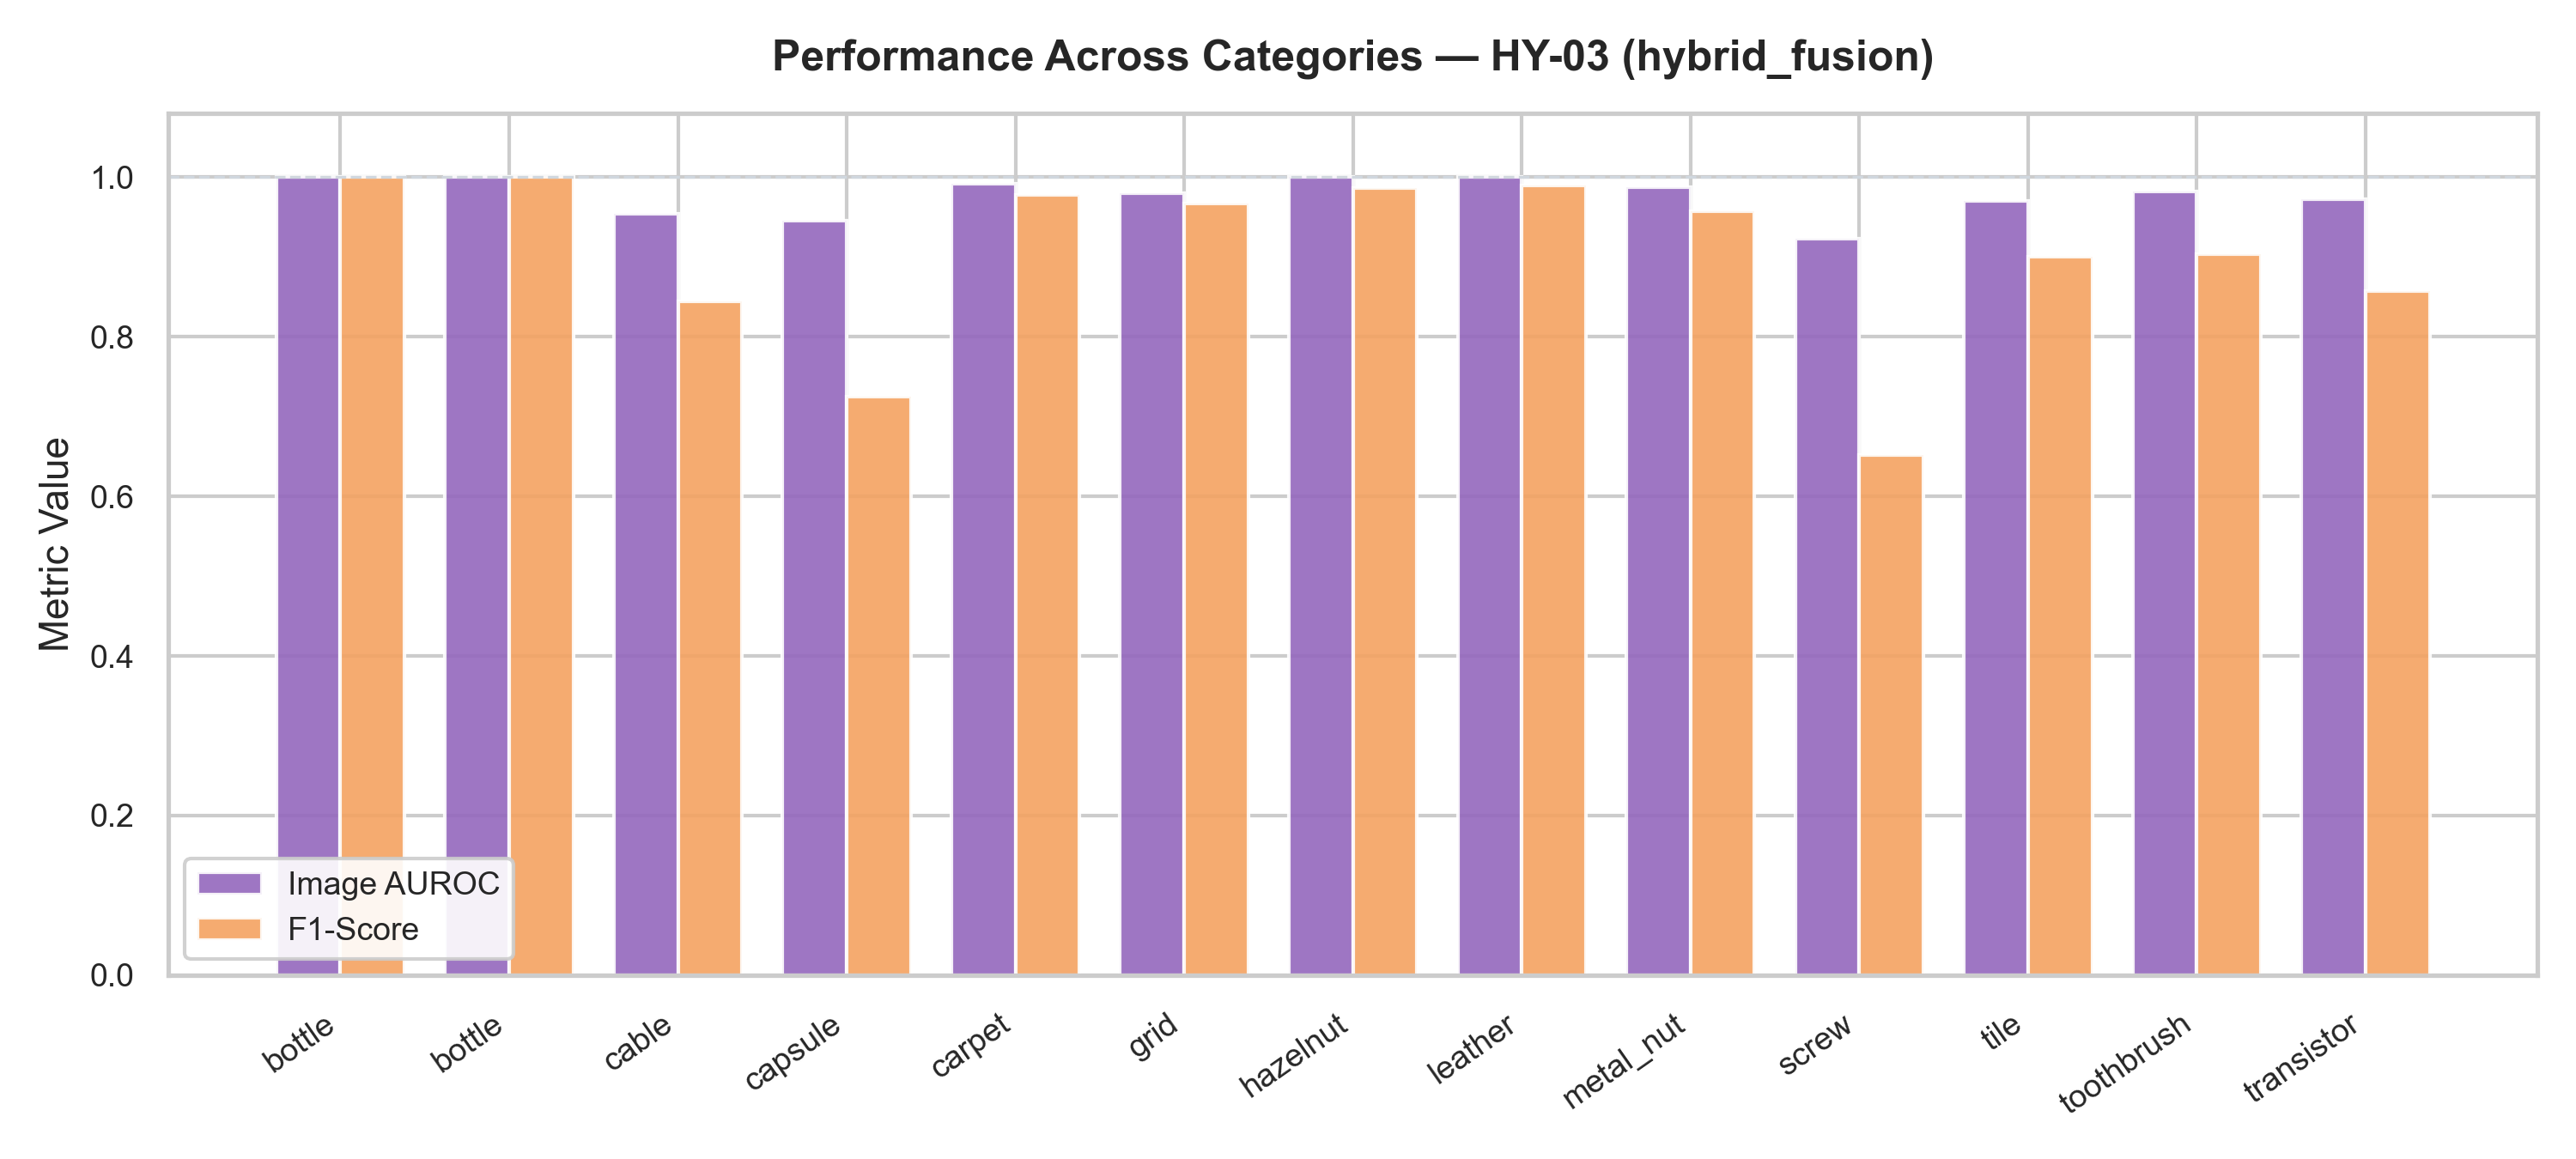 Performance Across Categories — HY-03 (hybrid_fusion)
Metric Value
1.0
0.8
0.6
0.4
0.2
0.0
Image AUROC
F1-Score
bottle
bottle
cable
capsule
carpet
grid
hazelnut
leather
metal_nut
screw
tile
toothbrush
transistor